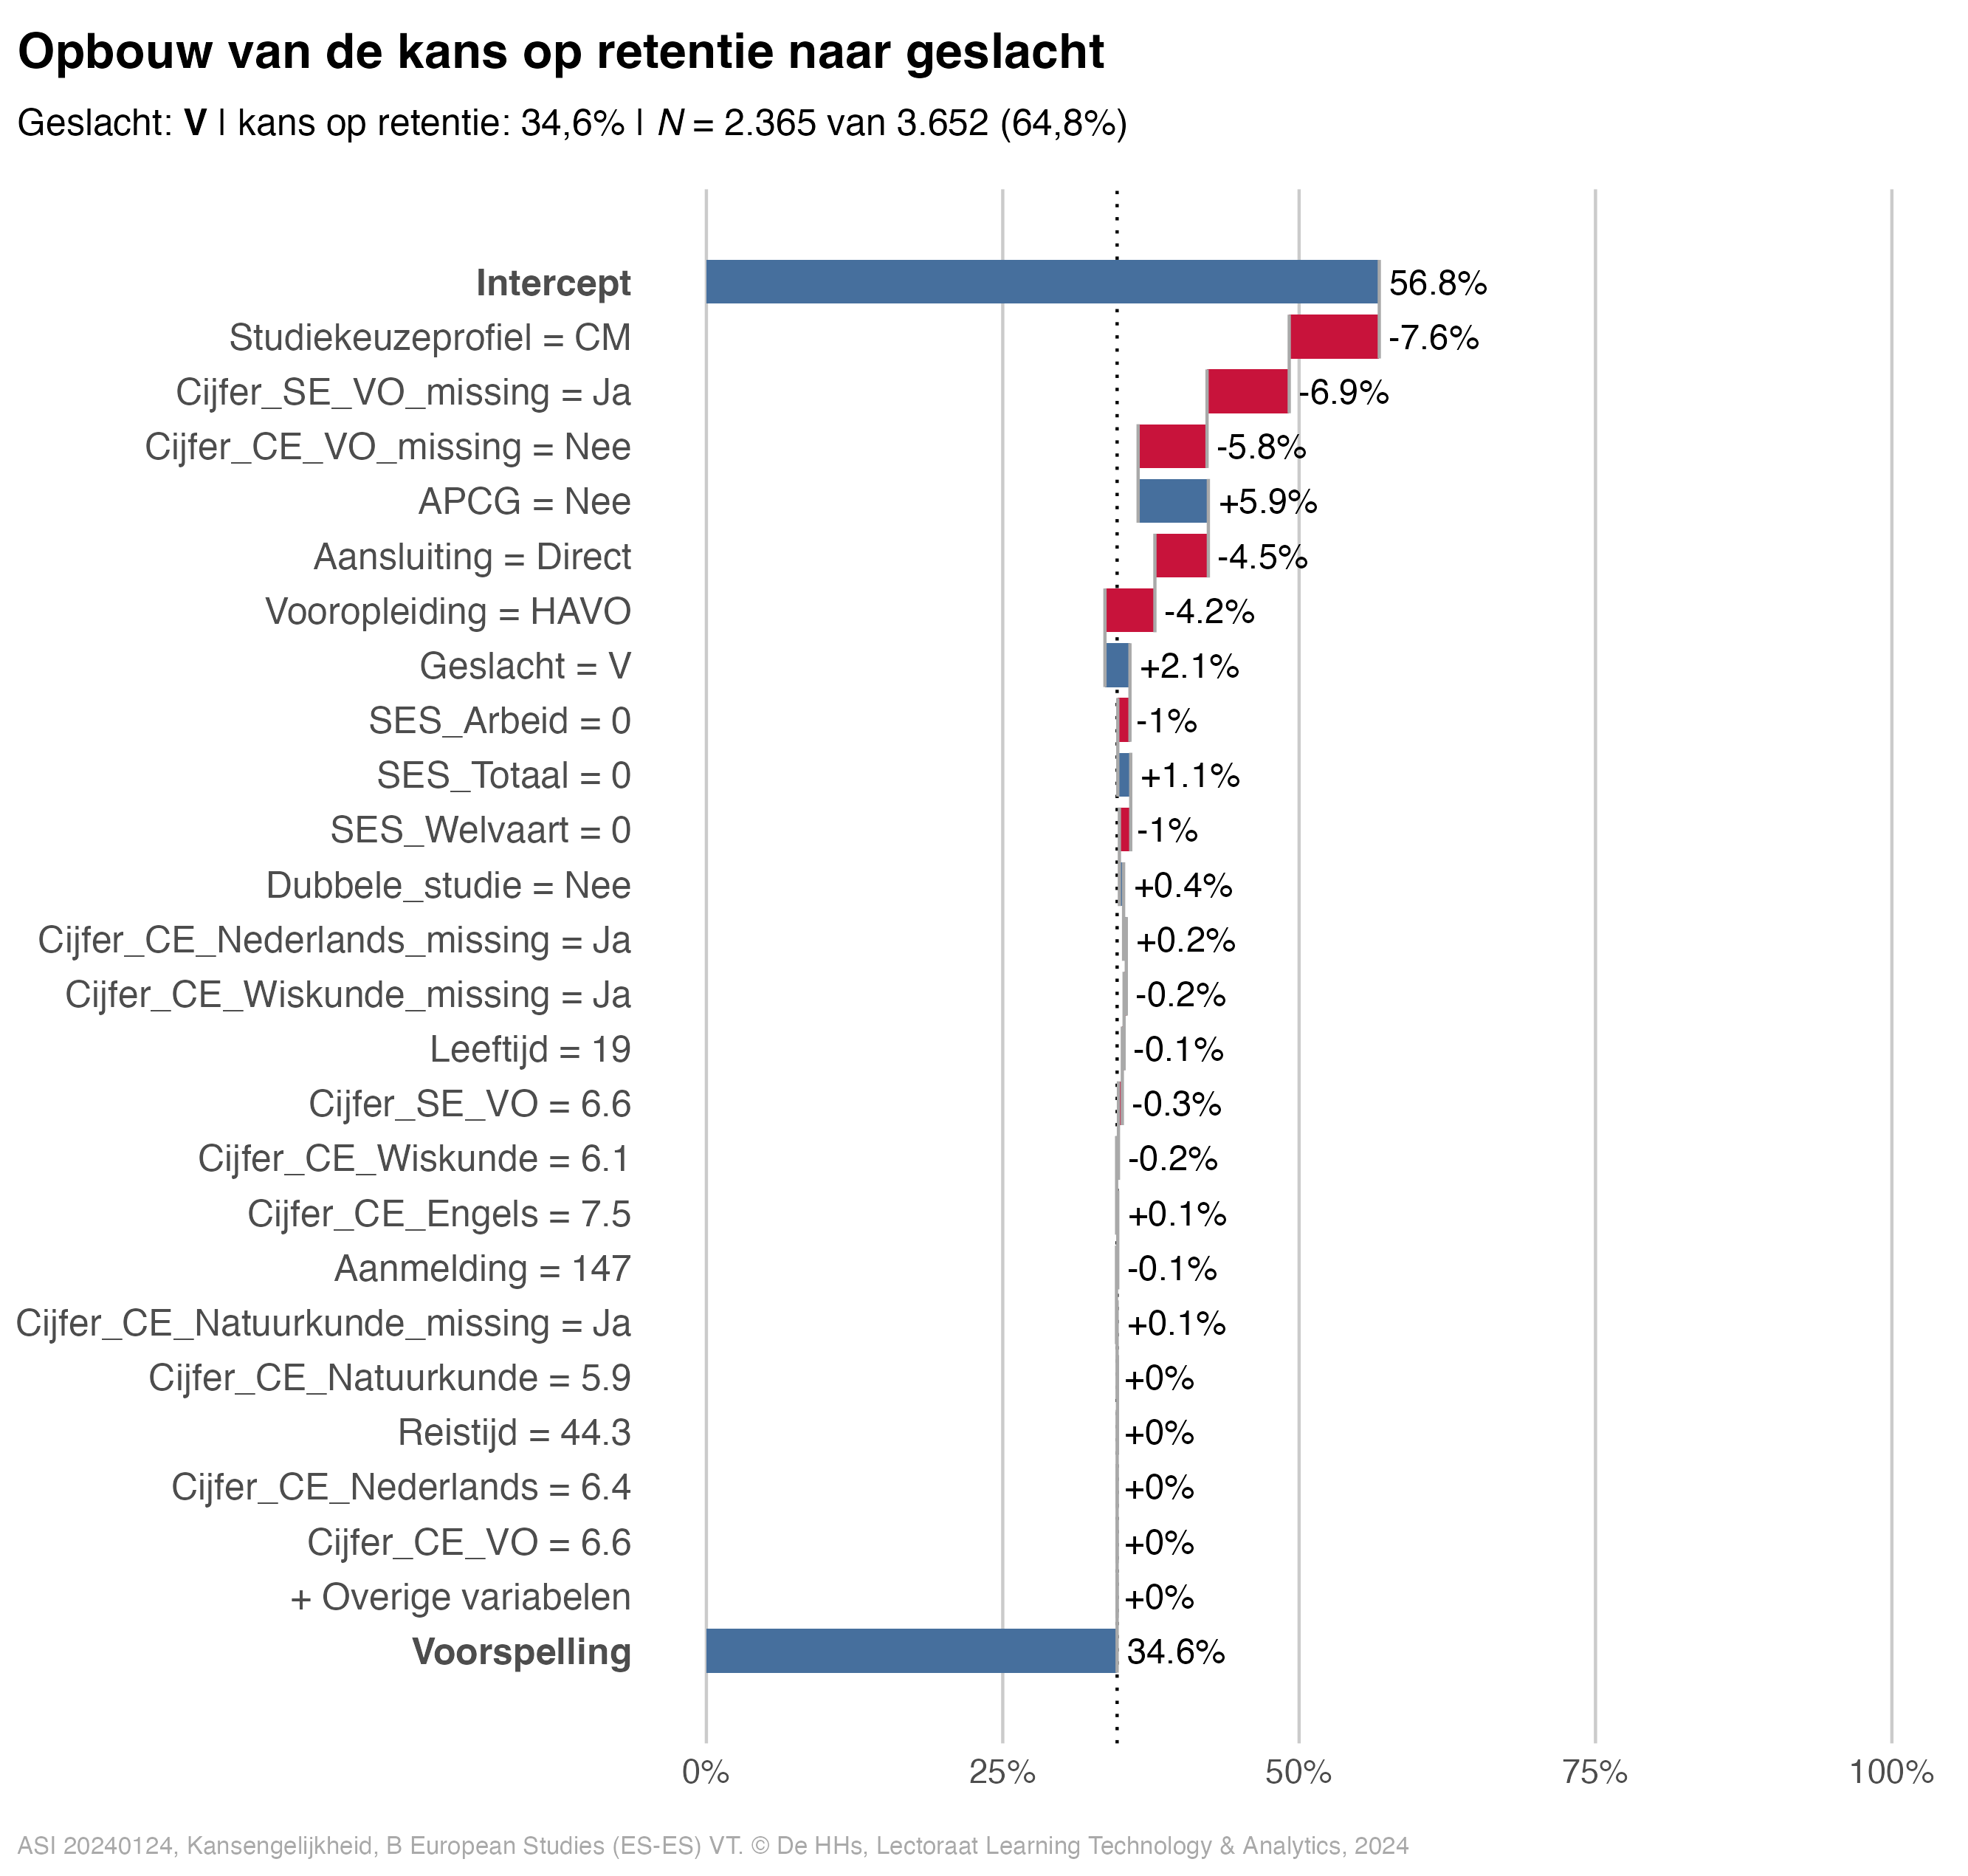 Opbouw van de kans op retentie naar geslacht
Geslacht: V | kans op retentie: 34,6% | N = 2.365 van 3.652 (64,8%)
Intercept 56.8%
Studiekeuzeprofiel = CM -7.6%
Cijfer_SE_VO_missing = Ja -6.9%
Cijfer_CE_VO_missing = Nee -5.8%
APCG = Nee +5.9%
Aansluiting = Direct -4.5%
Vooropleiding = HAVO -4.2%
Geslacht = V +2.1%
SES_Arbeid = 0 -1%
SES_Totaal = 0 +1.1%
SES_Welvaart = 0 -1%
Dubbele_studie = Nee +0.4%
Cijfer_CE_Nederlands_missing = Ja +0.2%
Cijfer_CE_Wiskunde_missing = Ja -0.2%
Leeftijd = 19 -0.1%
Cijfer_SE_VO = 6.6 -0.3%
Cijfer_CE_Wiskunde = 6.1 -0.2%
Cijfer_CE_Engels = 7.5 +0.1%
Aanmelding = 147 -0.1%
Cijfer_CE_Natuurkunde_missing = Ja +0.1%
Cijfer_CE_Natuurkunde = 5.9 +0%
Reistijd = 44.3 +0%
Cijfer_CE_Nederlands = 6.4 +0%
Cijfer_CE_VO = 6.6 +0%
+ Overige variabelen +0%
Voorspelling 34.6%
0% 25% 50% 75% 100%
ASI 20240124, Kansengelijkheid, B European Studies (ES-ES) VT. © De HHs, Lectoraat Learning Technology & Analytics, 2024